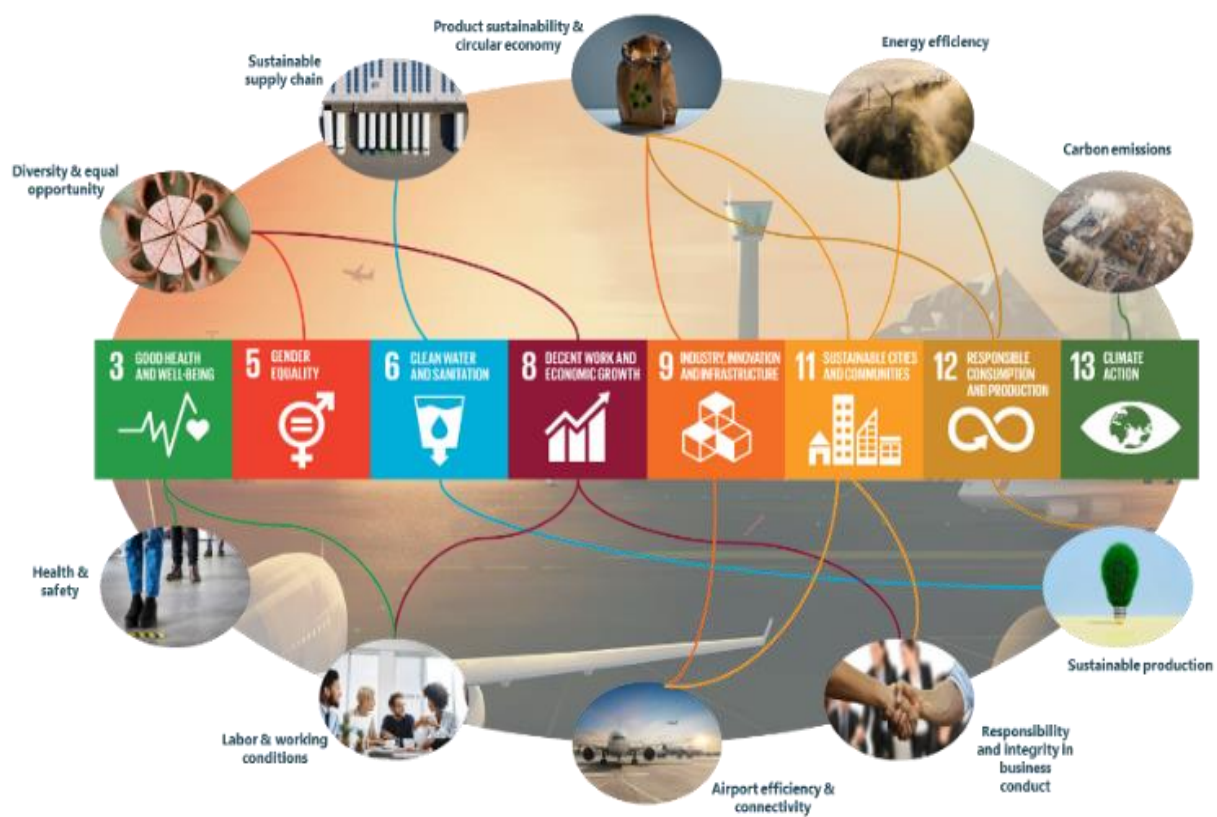 Product sustainability &
circular economy
Energy efficiency
Sustainable
supply chain
Carbon emissions
Diversity & equal
opportunity
3 GOOD HEALTH
AND WELL-BEING
5 GENDER
EQUALITY
6 CLEAN WATER
AND SANITATION
8 DECENT WORK AND
ECONOMIC GROWTH
9 INDUSTRY, INNOVATION
AND INFRASTRUCTURE
11 SUSTAINABLE CITIES
AND COMMUNITIES
12 RESPONSIBLE
CONSUMPTION
AND PRODUCTION
13 CLIMATE
ACTION
Health &
safety
Sustainable production
Labor & working
conditions
Responsibility
and integrity in
business
conduct
Airport efficiency &
connectivity